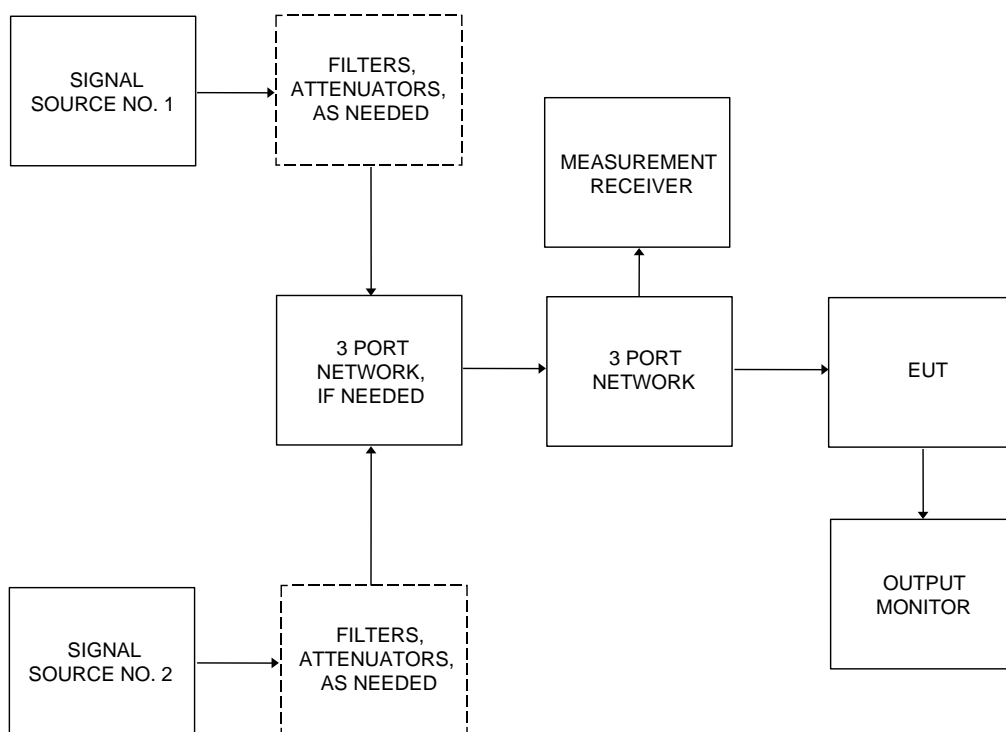 SIGNAL
SOURCE NO. 1
FILTERS,
ATTENUATORS,
AS NEEDED
MEASUREMENT
RECEIVER
3 PORT
NETWORK,
IF NEEDED
3 PORT
NETWORK
EUT
SIGNAL
SOURCE NO. 2
FILTERS,
ATTENUATORS,
AS NEEDED
OUTPUT
MONITOR